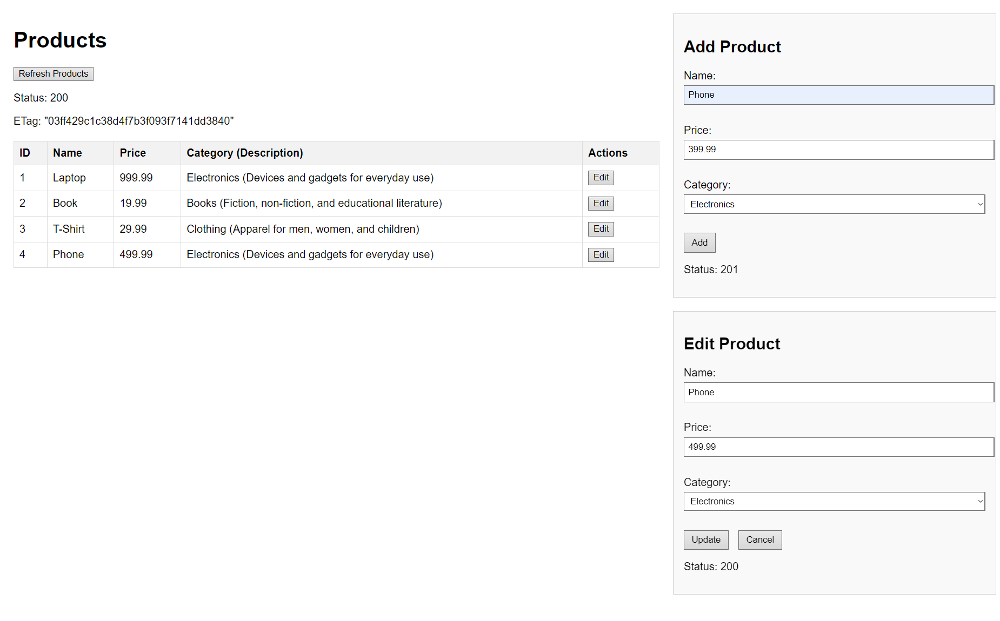 Products
Refresh Products
Status: 200
ETag: "03ff429c1c38d4f7b3f093f7141dd3840"
ID Name Price Category (Description) Actions
1 Laptop 999.99 Electronics (Devices and gadgets for everyday use) Edit
2 Book 19.99 Books (Fiction, non-fiction, and educational literature) Edit
3 T-Shirt 29.99 Clothing (Apparel for men, women, and children) Edit
4 Phone 499.99 Electronics (Devices and gadgets for everyday use) Edit
Add Product
Name:
Phone
Price:
399.99
Category:
Electronics
Add
Status: 201
Edit Product
Name:
Phone
Price:
499.99
Category:
Electronics
Update Cancel
Status: 200